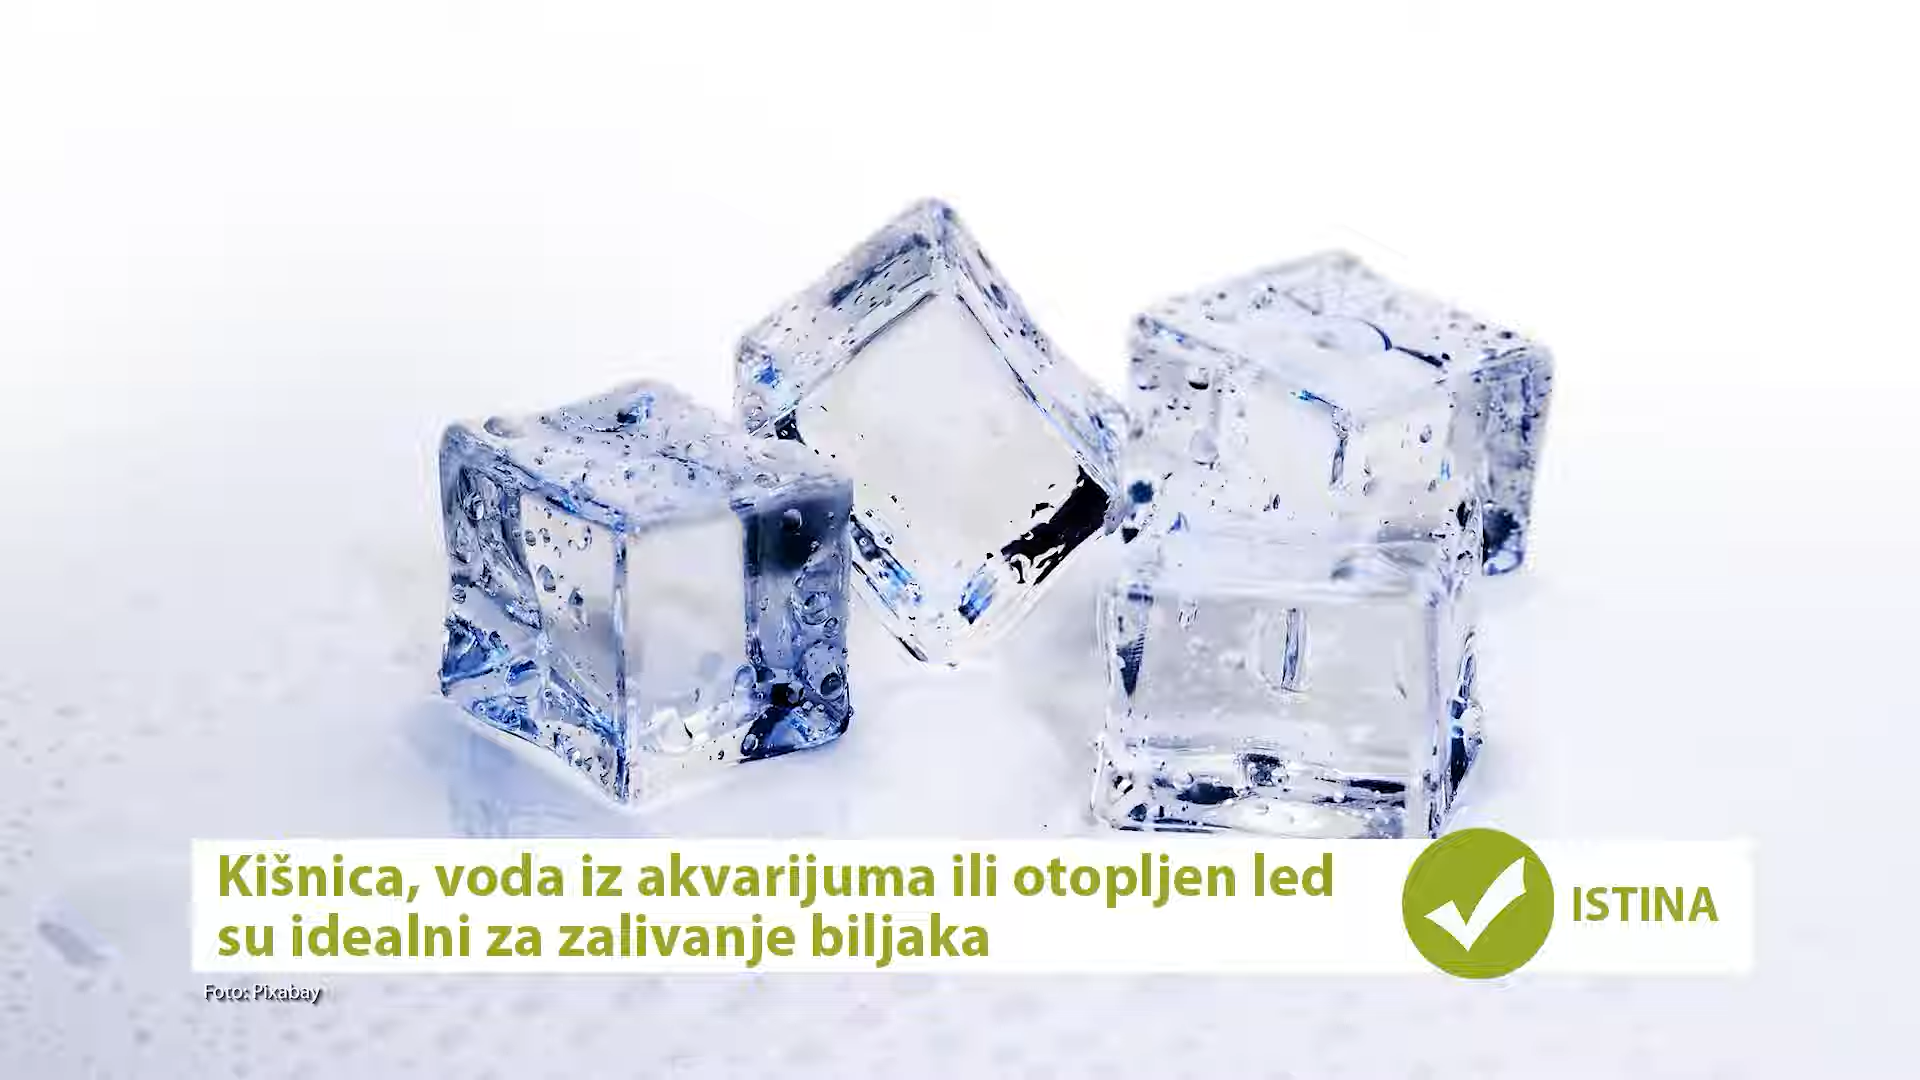 Kišnica, voda iz akvarijuma ili otopljen led
su idealni za zalivanje biljaka
ISTINA
Foto: Pixabay